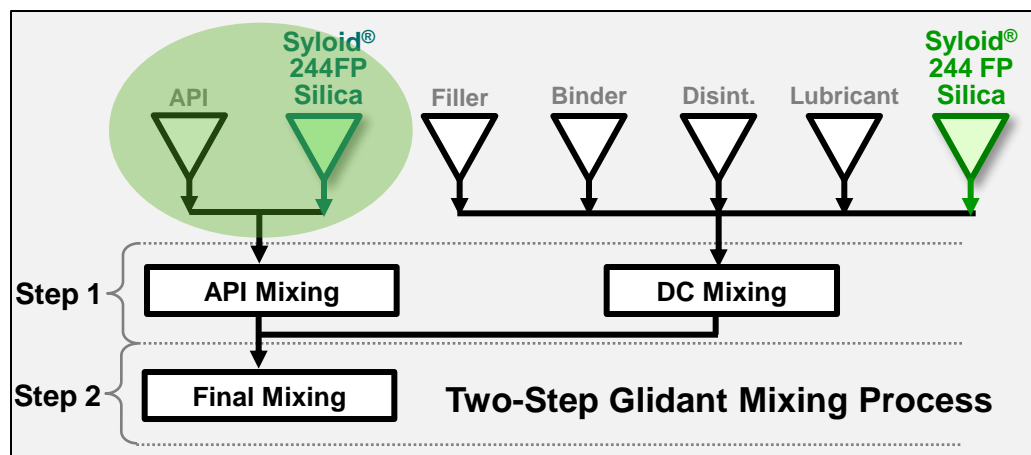 Syloid®
244FP
Silica
API
Filler
Binder
Disint.
Lubricant
Syloid®
244 FP
Silica
Step 1
API Mixing
DC Mixing
Step 2
Final Mixing
Two-Step Glidant Mixing Process